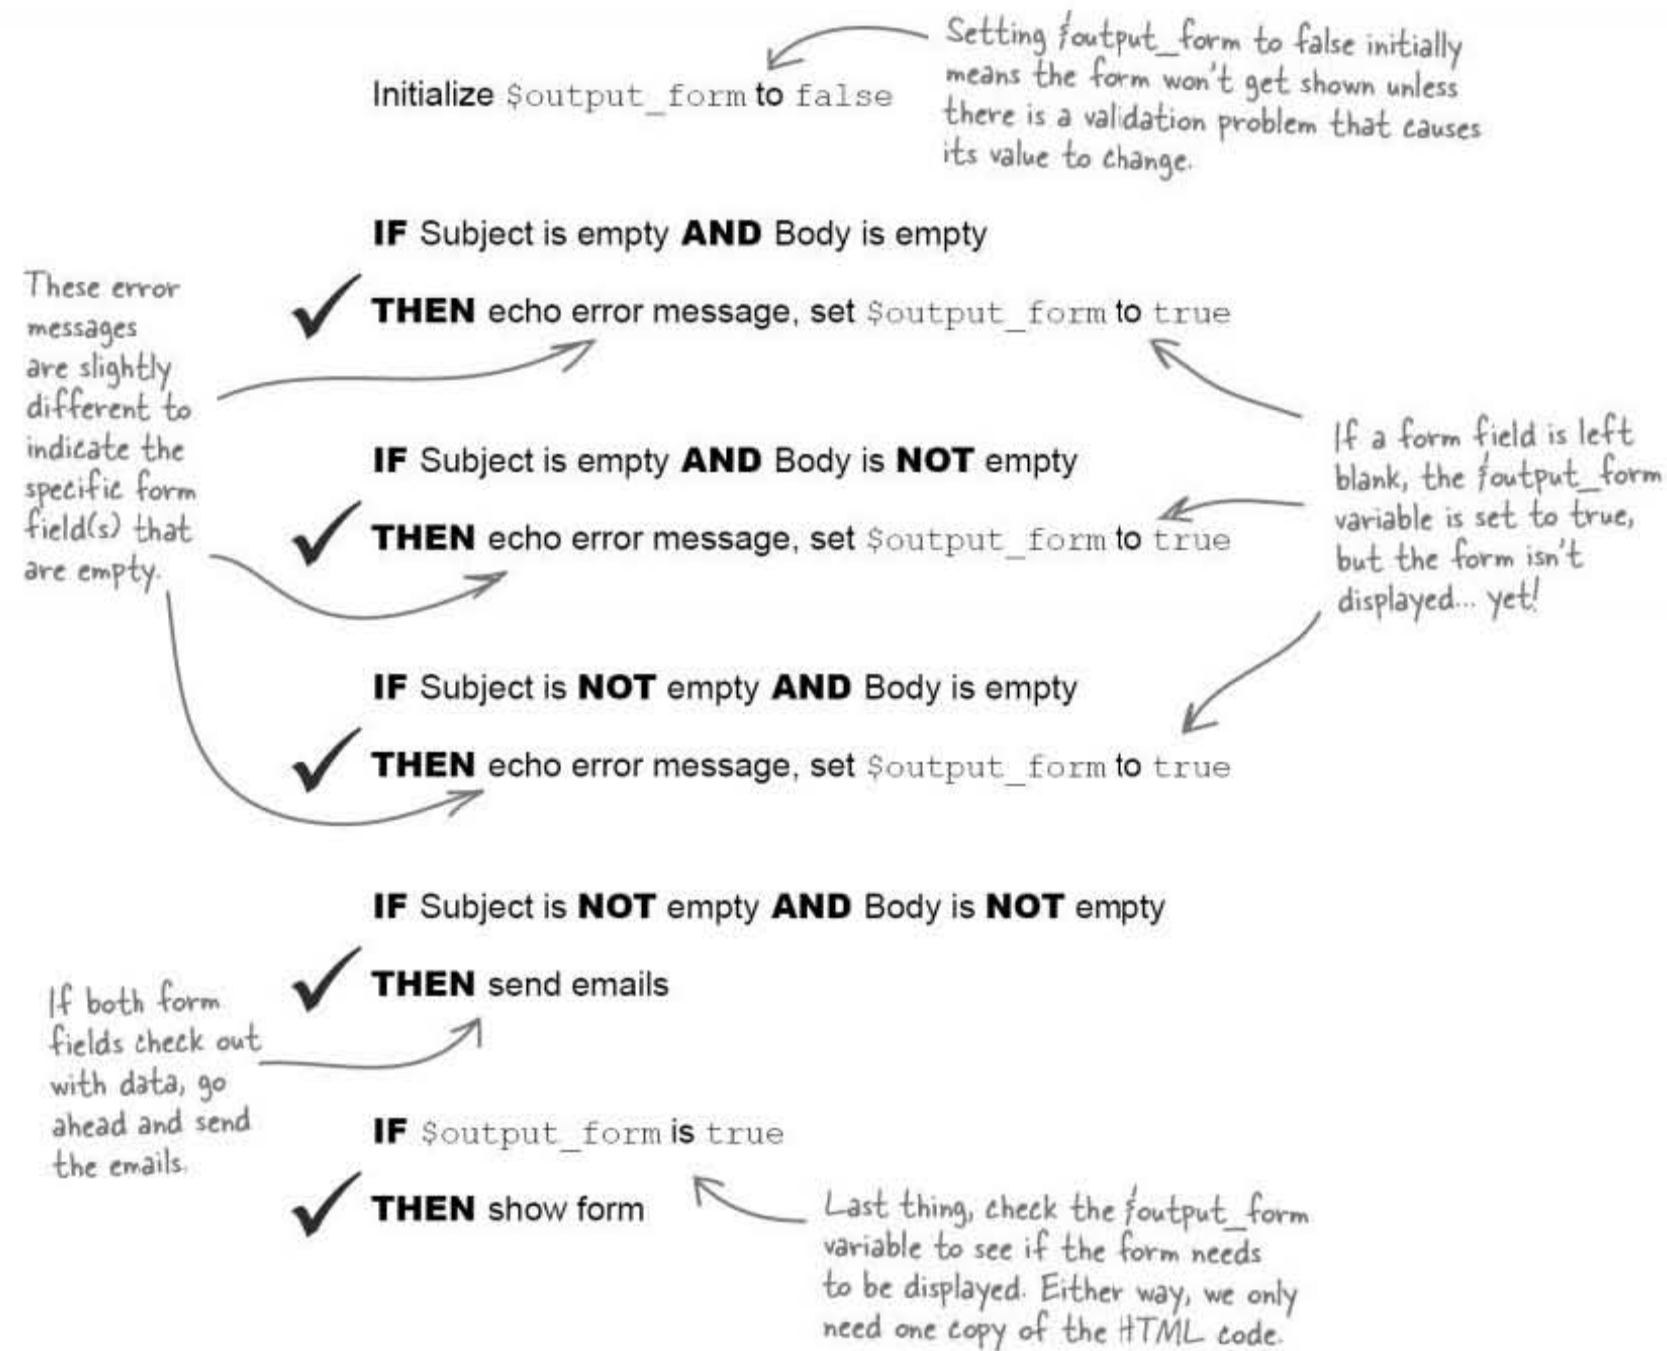 Setting $output_form to false initially
means the form won't get shown unless
there is a validation problem that causes
its value to change.
Initialize $output_form to false
IF Subject is empty AND Body is empty
THEN echo error message, set $output_form to true
These error
messages
are slightly
different to
indicate the
specific form
field(s) that
are empty.
IF Subject is empty AND Body is NOT empty
THEN echo error message, set $output_form to true
If a form field is left
blank, the $output_form
variable is set to true,
but the form isn't
displayed... yet!
IF Subject is NOT empty AND Body is empty
THEN echo error message, set $output_form to true
IF Subject is NOT empty AND Body is NOT empty
THEN send emails
If both form
fields check out
with data, go
ahead and send
the emails.
IF $output_form is true
THEN show form
Last thing, check the $output_form
variable to see if the form needs
to be displayed. Either way, we only
need one copy of the HTML code.